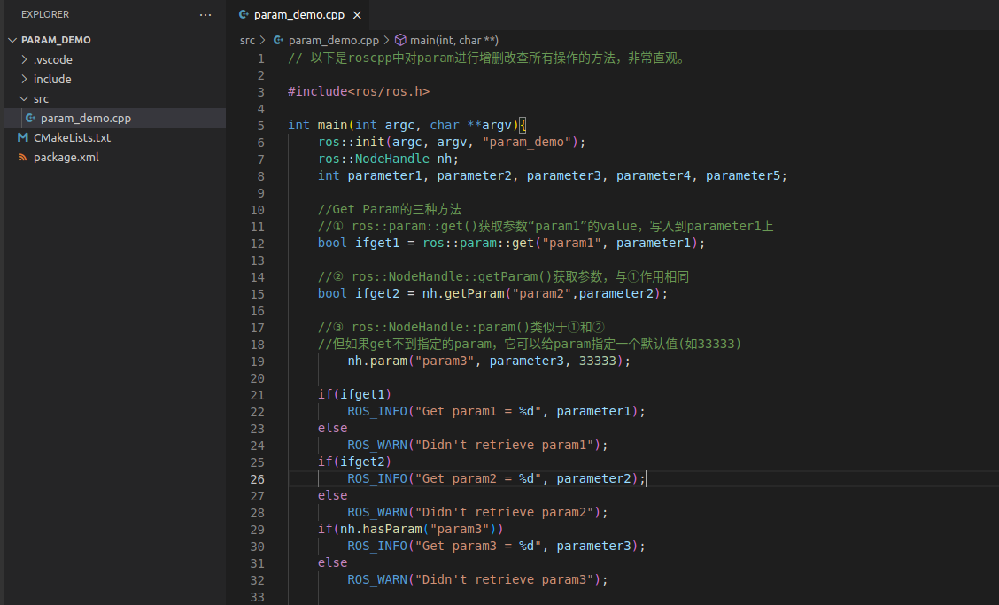 EXPLORER
···
PARAM_DEMO
.vscode
include
src
param_demo.cpp
CMakeLists.txt
package.xml
param_demo.cpp
src > param_demo.cpp > main(int, char **)
1 // 以下是roscpp中对param进行增删改查所有操作的方法，非常直观。
2
3 #include<ros/ros.h>
4
5 int main(int argc, char **argv){
6 ros::init(argc, argv, "param_demo");
7 ros::NodeHandle nh;
8 int parameter1, parameter2, parameter3, parameter4, parameter5;
9
10 //Get Param的三种方法
11 //① ros::param::get()获取参数“param1”的value，写入到parameter1上
12 bool ifget1 = ros::param::get("param1", parameter1);
13
14 //② ros::NodeHandle::getParam()获取参数，与①作用相同
15 bool ifget2 = nh.getParam("param2",parameter2);
16
17 //③ ros::NodeHandle::param()类似于①和②
18 //但如果get不到指定的param，它可以给param指定一个默认值(如33333)
19 nh.param("param3", parameter3, 33333);
20
21 if(ifget1)
22 ROS_INFO("Get param1 = %d", parameter1);
23 else
24 ROS_WARN("Didn't retrieve param1");
25 if(ifget2)
26 ROS_INFO("Get param2 = %d", parameter2);
27 else
28 ROS_WARN("Didn't retrieve param2");
29 if(nh.hasParam("param3"))
30 ROS_INFO("Get param3 = %d", parameter3);
31 else
32 ROS_WARN("Didn't retrieve param3");
33